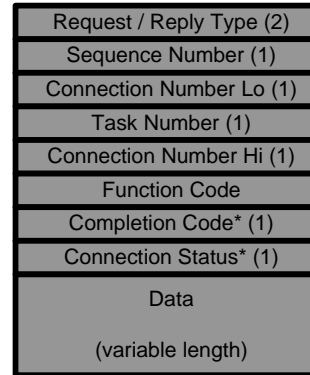 Request / Reply Type (2)
Sequence Number (1)
Connection Number Lo (1)
Task Number (1)
Connection Number Hi (1)
Function Code
Completion Code* (1)
Connection Status* (1)
Data
(variable length)